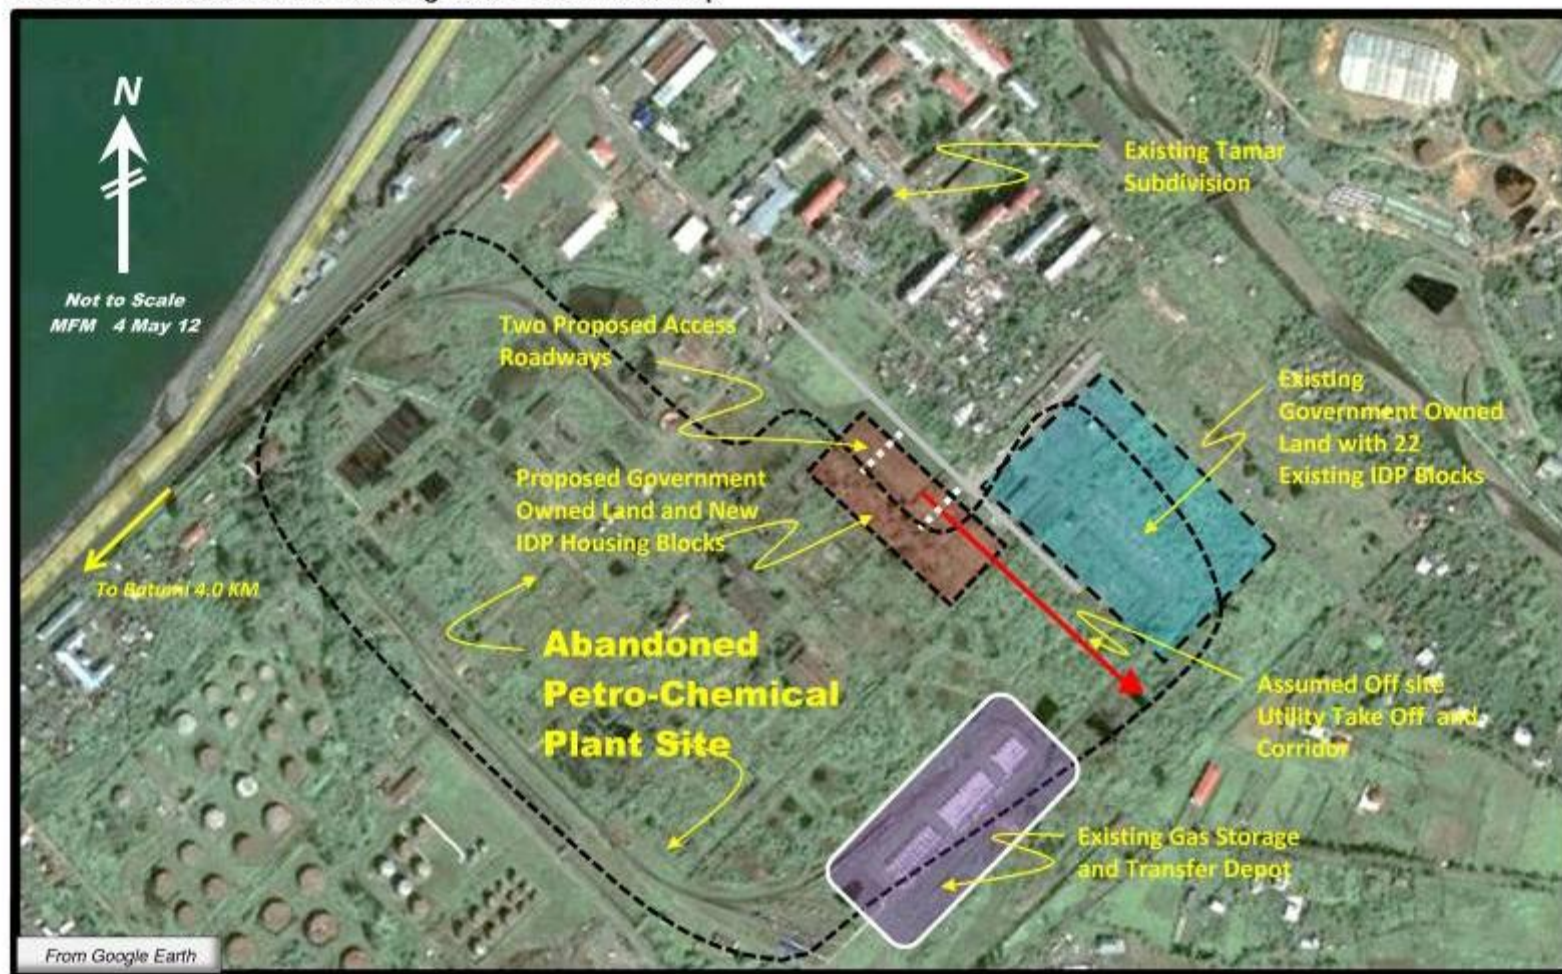 N
Not to Scale
MFM 4 May 12
Existing Tamar
Subdivision
Two Proposed Access
Roadways
Existing
Government Owned
Land with 22
Existing IDP Blocks
Proposed Government
Owned Land and New
IDP Housing Blocks
To Batumi 4.0 KM
Abandoned
Petro-Chemical
Plant Site
Assumed Off site
Utility Take Off and
Corridor
Existing Gas Storage
and Transfer Depot
From Google Earth